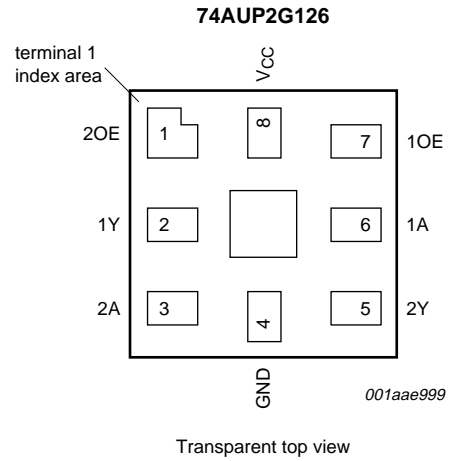 74AUP2G126
terminal 1
index area
VCC
2OE 1 8 7 1OE
1Y 2 6 1A
2A 3 4 5 2Y
GND
001aae999
Transparent top view